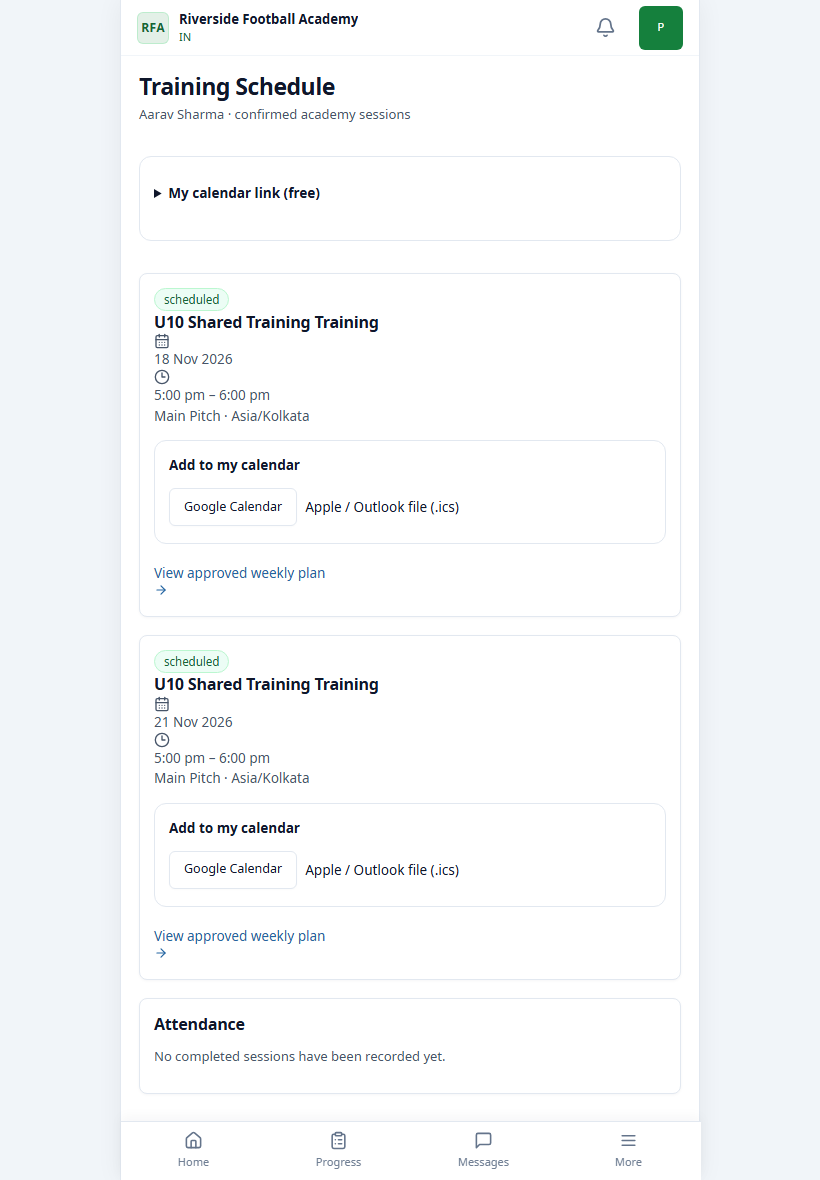 RFA
Riverside Football Academy
IN
P
Training Schedule
Aarav Sharma · confirmed academy sessions
My calendar link (free)
scheduled
U10 Shared Training Training
18 Nov 2026
5:00 pm – 6:00 pm
Main Pitch · Asia/Kolkata
Add to my calendar
Google Calendar Apple / Outlook file (.ics)
View approved weekly plan
scheduled
U10 Shared Training Training
21 Nov 2026
5:00 pm – 6:00 pm
Main Pitch · Asia/Kolkata
Add to my calendar
Google Calendar Apple / Outlook file (.ics)
View approved weekly plan
Attendance
No completed sessions have been recorded yet.
Home Progress Messages More